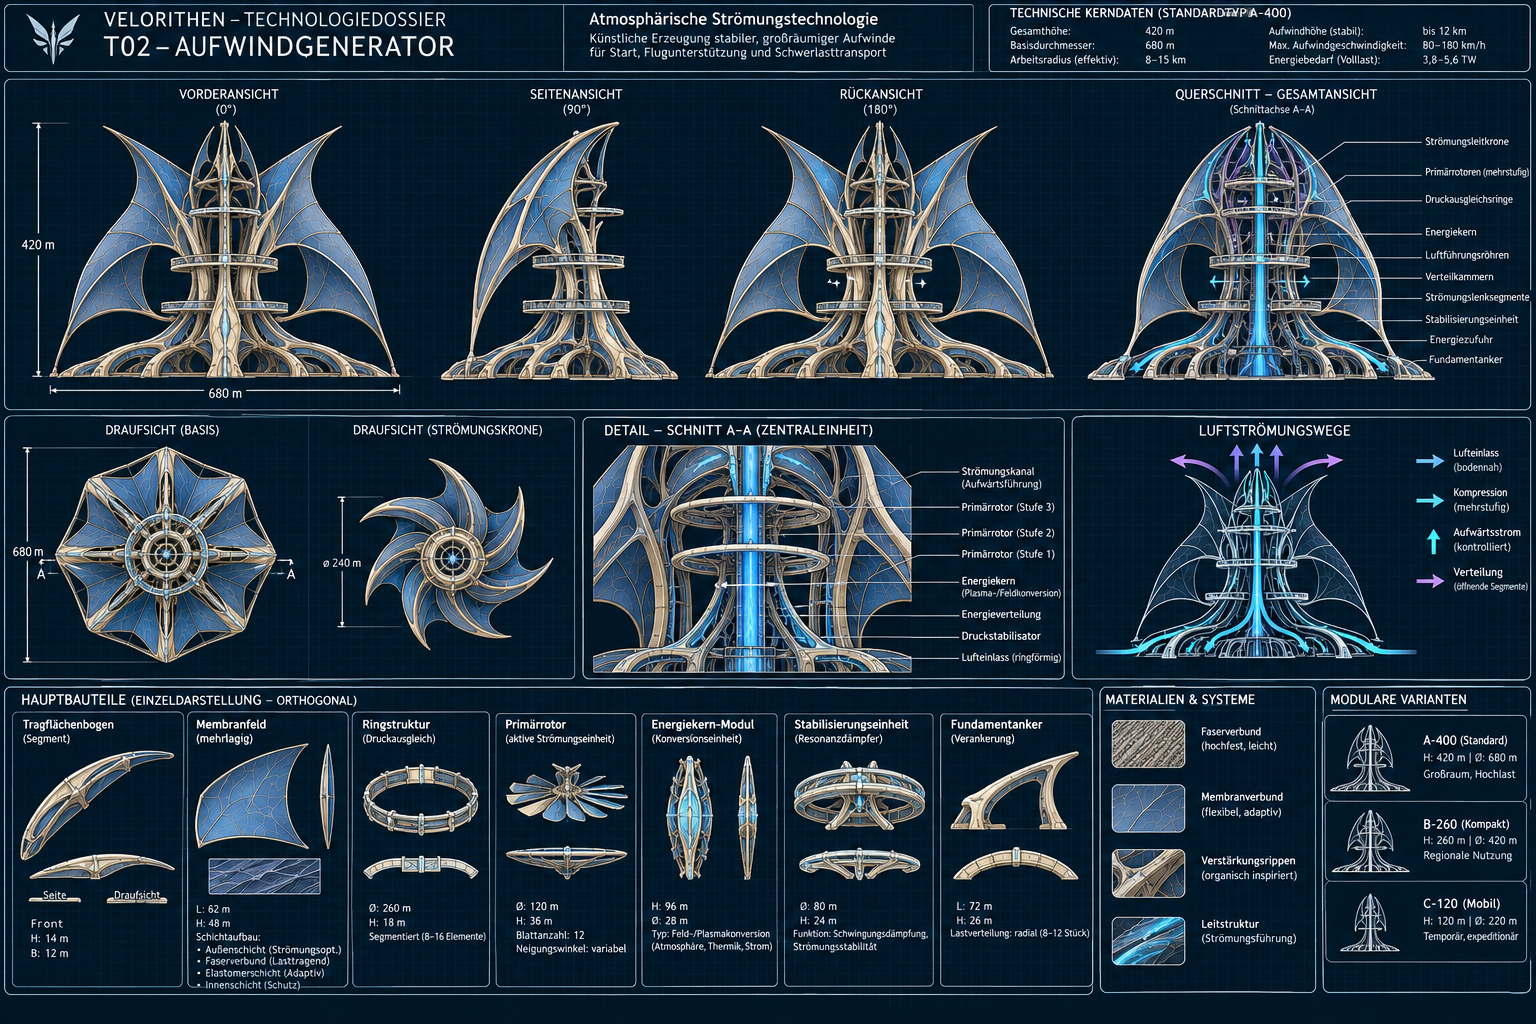 VELORITHEN – TECHNOLOGIEDOSSIER
T02 – AUFWINDGENERATOR
Atmosphärische Strömungstechnologie
Künstliche Erzeugung stabiler, großräumiger Aufwinde
für Start, Flugunterstützung und Schwerlasttransport
TECHNISCHE KERNDATEN (STANDARDTYP A-400)
Gesamthöhe: 420 m
Basisdurchmesser: 680 m
Arbeitsradius (effektiv): 8–15 km
Aufwindhöhe (stabil): bis 12 km
Max. Aufwindgeschwindigkeit: 80–180 km/h
Energiebedarf (Volllast): 3,8–5,6 TW
VORDERANSICHT
(0°)
420 m
680 m
SEITENANSICHT
(90°)
RÜCKANSICHT
(180°)
QUERSCHNITT – GESAMTANSICHT
(Schnittachse A–A)
Strömungsleitkrone
Primärrotoren (mehrstufig)
Druckausgleichsringe
Energiekern
Luftführungsröhren
Verteilkammern
Strömungslenksegmente
Stabilisierungseinheit
Energiezufuhr
Fundamentanker
DRAUFSICHT (BASIS)
680 m
A
A
DRAUFSICHT (STRÖMUNGSKRONE)
ø 240 m
DETAIL – SCHNITT A–A (ZENTRALEINHEIT)
Strömungskanal
(Aufwärtsführung)
Primärrotor (Stufe 3)
Primärrotor (Stufe 2)
Primärrotor (Stufe 1)
Energiekern
(Plasma-/Feldkonversion)
Energieverteilung
Druckstabilisator
Lufteinlass (ringförmig)
LUFTSTRÖMUNGSWEGE
Lufteinlass
(bodennah)
Kompression
(mehrstufig)
Aufwärtsstrom
(kontrolliert)
Verteilung
(öffnende Segmente)
HAUPTBAUTEILE (EINZELDARSTELLUNG – ORTHOGONAL)
Tragflächenbogen
(Segment)
Seite
Draufsicht
Front
H: 14 m
B: 12 m
Membranfeld
(mehrlagig)
L: 62 m
H: 48 m
Schichtaufbau:
• Außenschicht (Strömungsopt.)
• Faserverbund (Lasttragend)
• Elastomerschicht (Adaptiv)
• Innenschicht (Schutz)
Ringstruktur
(Druckausgleich)
Ø: 260 m
H: 18 m
Segmentiert (8–16 Elemente)
Primärrotor
(aktive Strömungseinheit)
Ø: 120 m
H: 36 m
Blattanzahl: 12
Neigungswinkel: variabel
Energiekern-Modul
(Konversionseinheit)
H: 96 m
Ø: 28 m
Typ: Feld-/Plasmakonversion
(Atmosphäre, Thermik, Strom)
Stabilisierungseinheit
(Resonanzdämpfer)
Ø: 80 m
H: 24 m
Funktion: Schwingungsdämpfung,
Strömungsstabilität
Fundamentanker
(Verankerung)
L: 72 m
H: 26 m
Lastverteilung: radial (8–12 Stück)
MATERIALIEN & SYSTEME
Faserverbund
(hochfest, leicht)
Membranverbund
(flexibel, adaptiv)
Verstärkungsrippen
(organisch inspiriert)
Leitstruktur
(Strömungsführung)
MODULARE VARIANTEN
A-400 (Standard)
H: 420 m | Ø: 680 m
Großraum, Hochlast
B-260 (Kompakt)
H: 260 m | Ø: 420 m
Regionale Nutzung
C-120 (Mobil)
H: 120 m | Ø: 220 m
Temporär, expeditionär